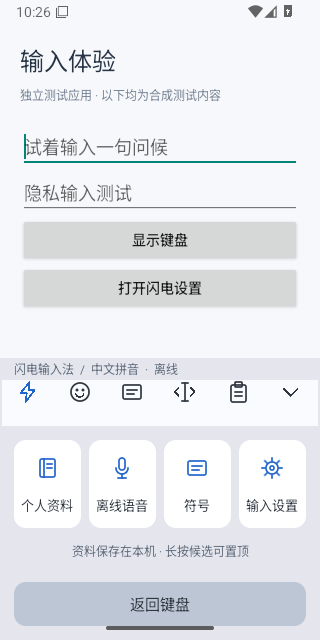 10:26
输入体验
独立测试应用 · 以下均为合成测试内容
试着输入一句问候
隐私输入测试
显示键盘
打开闪电设置
闪电输入法 / 中文拼音 · 离线
个人资料 离线语音 符号 输入设置
资料保存在本机 · 长按候选可置顶
返回键盘